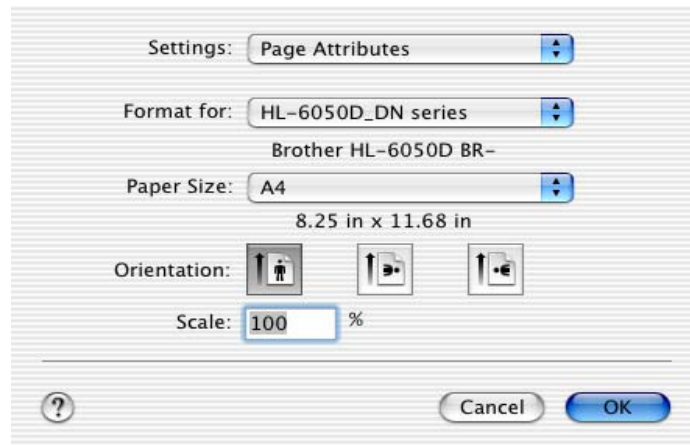 Settings: Page Attributes
Format for: HL-6050D_DN series
Brother HL-6050D BR-
Paper Size: A4
8.25 in x 11.68 in
Orientation:
Scale: 100 %
? Cancel OK